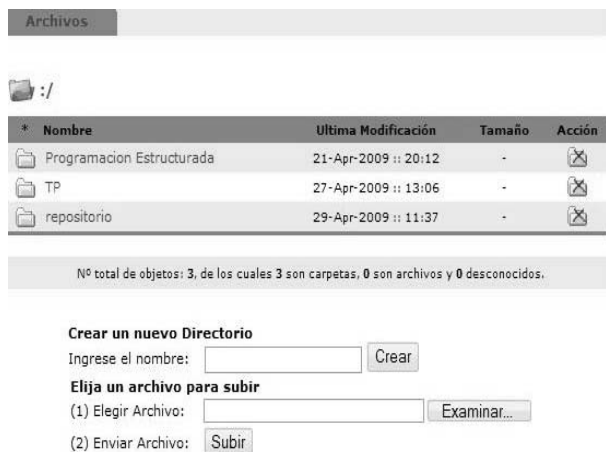 Archivos
:/
* Nombre Ultima Modificación Tamaño Acción
Programacion Estructurada 21-Apr-2009 :: 20:12 -
TP 27-Apr-2009 :: 13:06 -
repositorio 29-Apr-2009 :: 11:37 -
Nº total de objetos: 3, de los cuales 3 son carpetas, 0 son archivos y 0 desconocidos.
Crear un nuevo Directorio
Ingrese el nombre: Crear
Elija un archivo para subir
(1) Elegir Archivo: Examinar...
(2) Enviar Archivo: Subir